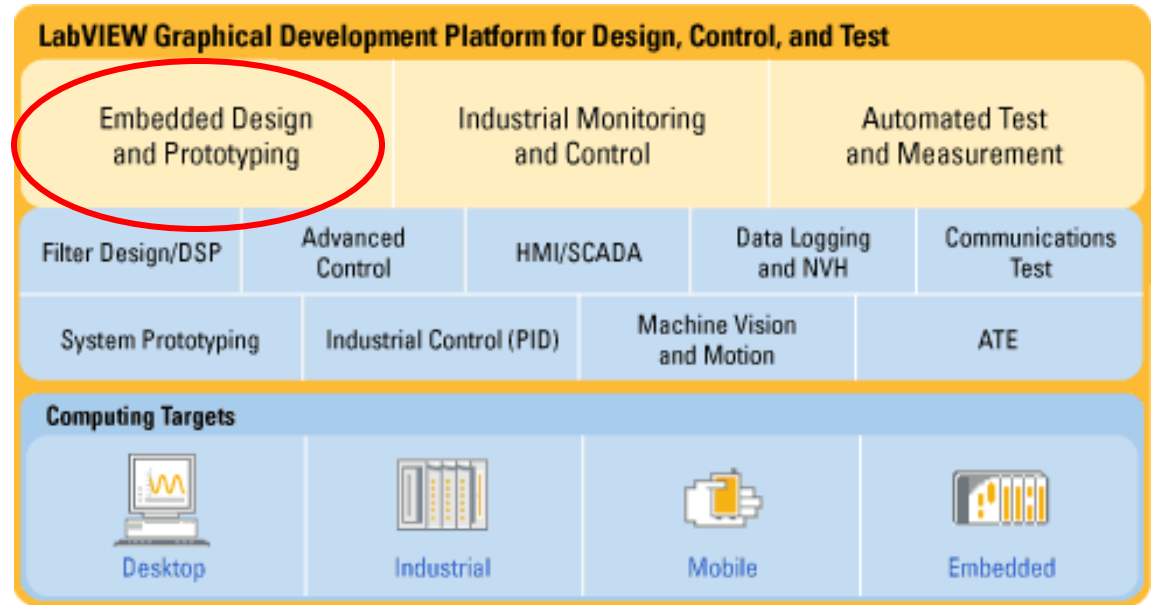 LabVIEW Graphical Development Platform for Design, Control, and Test
Embedded Design
and Prototyping
Industrial Monitoring
and Control
Automated Test
and Measurement
Filter Design/DSP
Advanced
Control
HMI/SCADA
Data Logging
and NVH
Communications
Test
System Prototyping
Industrial Control (PID)
Machine Vision
and Motion
ATE
Computing Targets
Desktop
Industrial
Mobile
Embedded